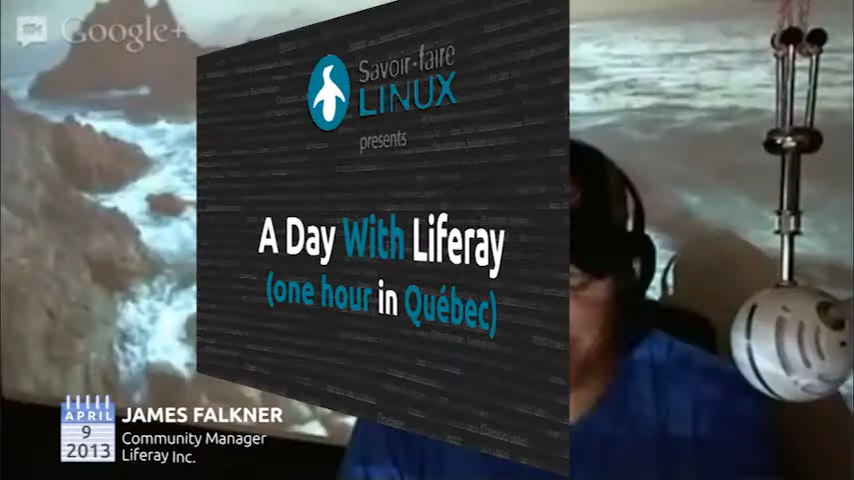 Google+
Savoir-faire
LINUX
presents
A Day With Liferay
(one hour in Québec)
APRIL
9
2013
JAMES FALKNER
Community Manager
Liferay Inc.